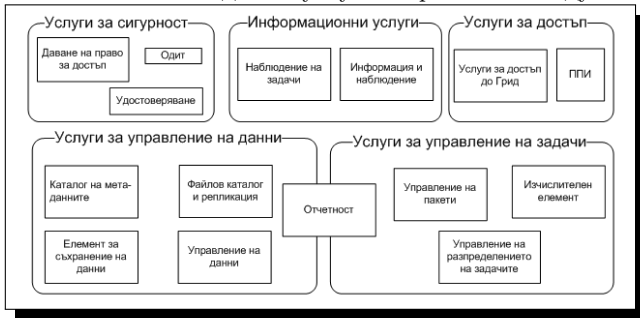 Услуги за сигурност
Даване на право
за достъп
Одит
Удостоверяване
Информационни услуги
Наблюдение на
задачи
Информация и
наблюдение
Услуги за достъп
Услуги за достъп
до Грид
ППИ
Услуги за управление на данни
Каталог на мета-
данните
Файлов каталог
и репликация
Елемент за
съхранение на
данни
Управление на
данни
Отчетност
Услуги за управление на задачи
Управление на
пакети
Изчислителен
елемент
Управление на
разпределението
на задачите